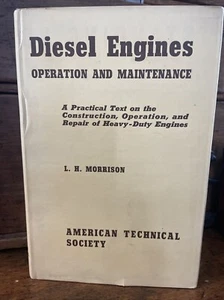 Diesel Engines
OPERATION AND MAINTENANCE
A Practical Text on the
Construction, Operation, and
Repair of Heavy-Duty Engines
L. H. MORRISON
AMERICAN TECHNICAL
SOCIETY